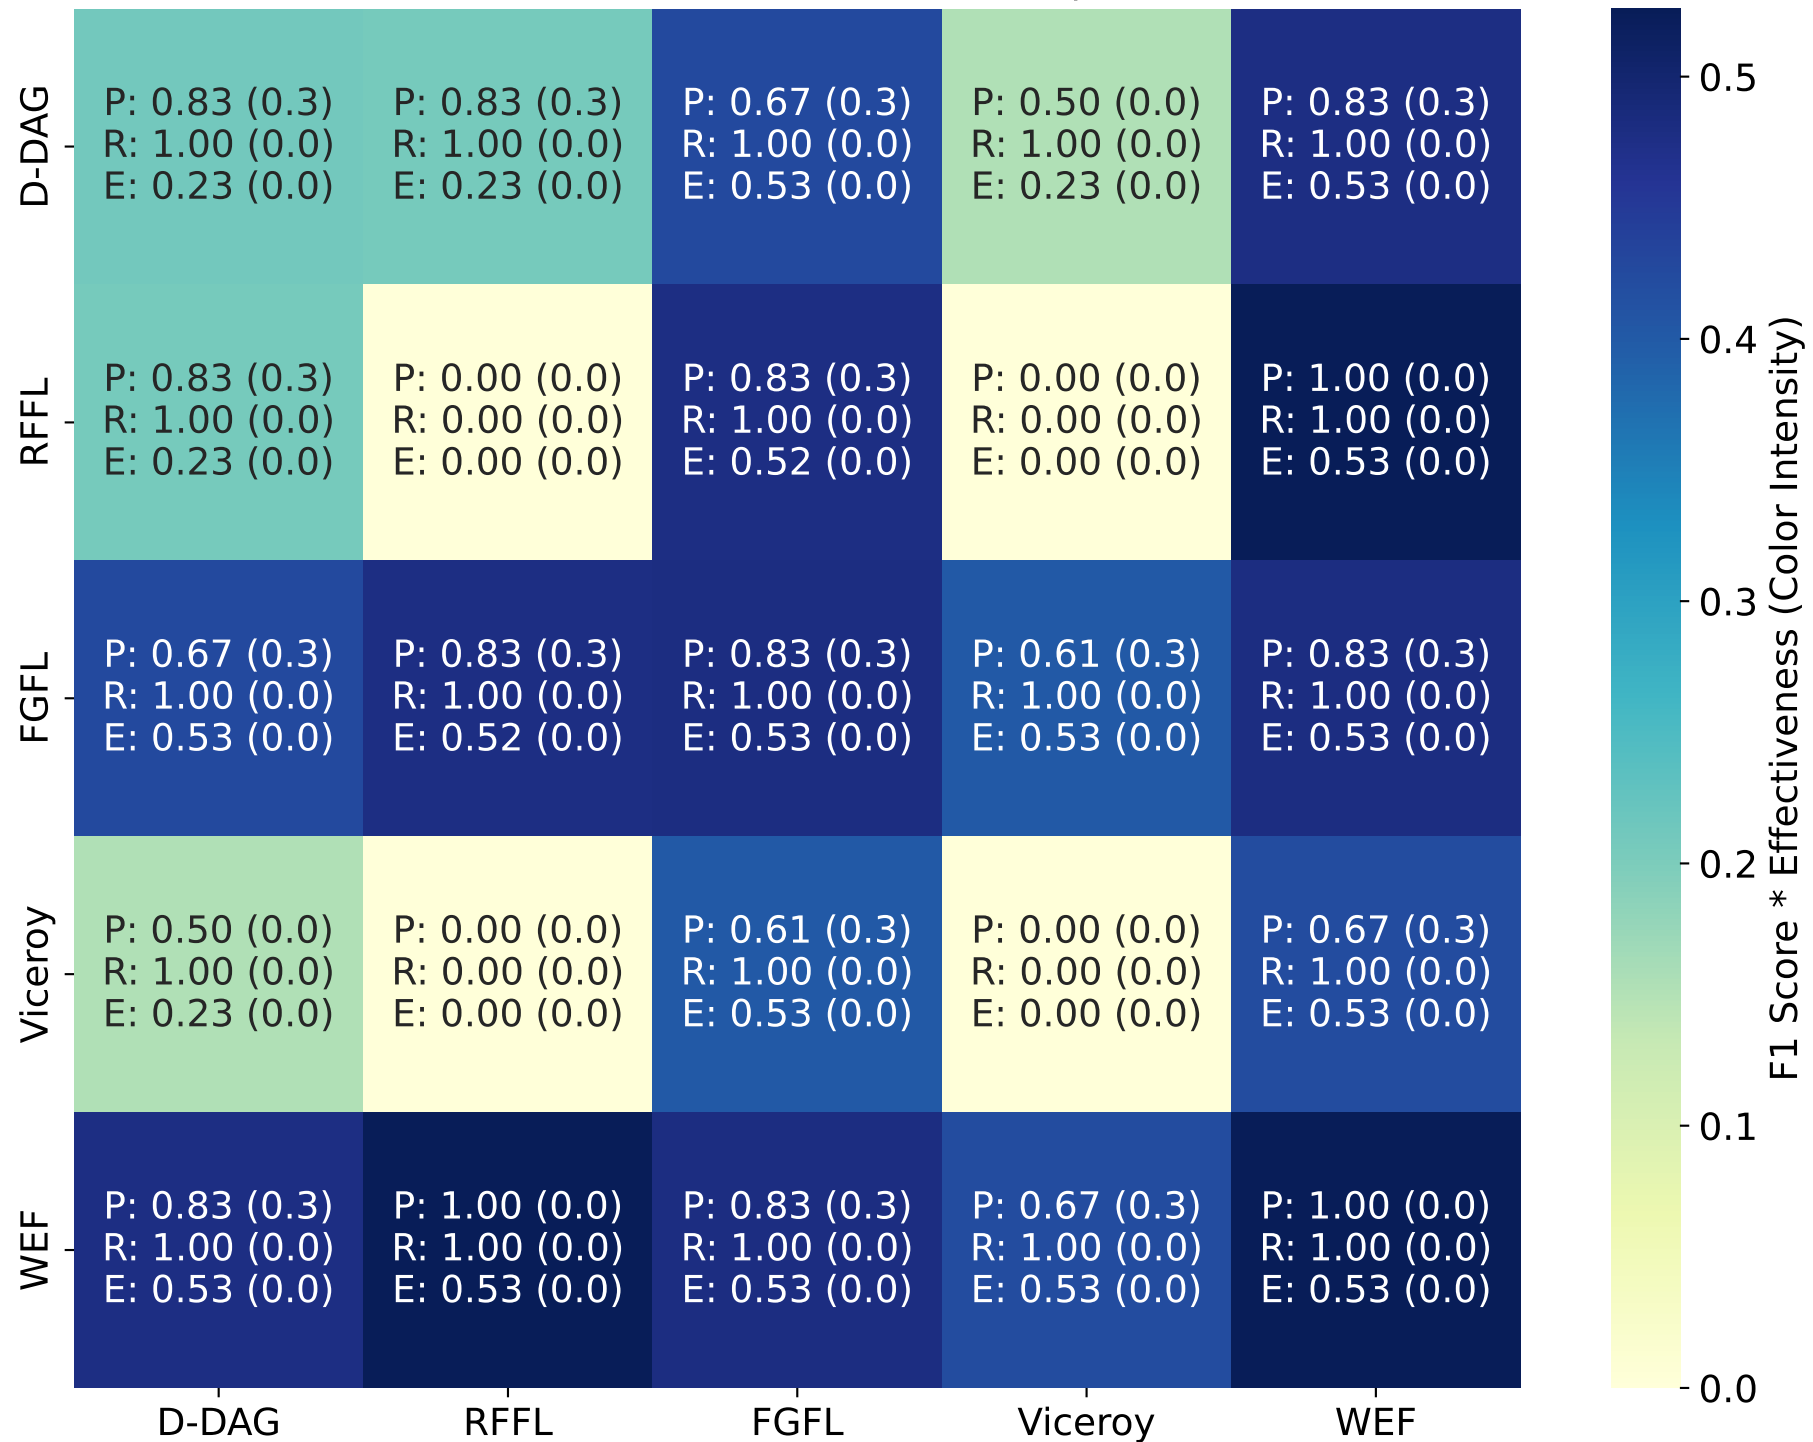 D-DAG
P: 0.83 (0.3)
R: 1.00 (0.0)
E: 0.23 (0.0)
P: 0.83 (0.3)
R: 1.00 (0.0)
E: 0.23 (0.0)
P: 0.67 (0.3)
R: 1.00 (0.0)
E: 0.53 (0.0)
P: 0.50 (0.0)
R: 1.00 (0.0)
E: 0.23 (0.0)
P: 0.83 (0.3)
R: 1.00 (0.0)
E: 0.53 (0.0)
RFFL
P: 0.83 (0.3)
R: 1.00 (0.0)
E: 0.23 (0.0)
P: 0.00 (0.0)
R: 0.00 (0.0)
E: 0.00 (0.0)
P: 0.83 (0.3)
R: 1.00 (0.0)
E: 0.52 (0.0)
P: 0.00 (0.0)
R: 0.00 (0.0)
E: 0.00 (0.0)
P: 1.00 (0.0)
R: 1.00 (0.0)
E: 0.53 (0.0)
FGFL
P: 0.67 (0.3)
R: 1.00 (0.0)
E: 0.53 (0.0)
P: 0.83 (0.3)
R: 1.00 (0.0)
E: 0.52 (0.0)
P: 0.83 (0.3)
R: 1.00 (0.0)
E: 0.53 (0.0)
P: 0.61 (0.3)
R: 1.00 (0.0)
E: 0.53 (0.0)
P: 0.83 (0.3)
R: 1.00 (0.0)
E: 0.53 (0.0)
Viceroy
P: 0.50 (0.0)
R: 1.00 (0.0)
E: 0.23 (0.0)
P: 0.00 (0.0)
R: 0.00 (0.0)
E: 0.00 (0.0)
P: 0.61 (0.3)
R: 1.00 (0.0)
E: 0.53 (0.0)
P: 0.00 (0.0)
R: 0.00 (0.0)
E: 0.00 (0.0)
P: 0.67 (0.3)
R: 1.00 (0.0)
E: 0.53 (0.0)
WEF
P: 0.83 (0.3)
R: 1.00 (0.0)
E: 0.53 (0.0)
P: 1.00 (0.0)
R: 1.00 (0.0)
E: 0.53 (0.0)
P: 0.83 (0.3)
R: 1.00 (0.0)
E: 0.53 (0.0)
P: 0.67 (0.3)
R: 1.00 (0.0)
E: 0.53 (0.0)
P: 1.00 (0.0)
R: 1.00 (0.0)
E: 0.53 (0.0)
D-DAG
RFFL
FGFL
Viceroy
WEF
0.5
0.4
0.3
0.2
0.1
0.0
F1 Score * Effectiveness (Color Intensity)